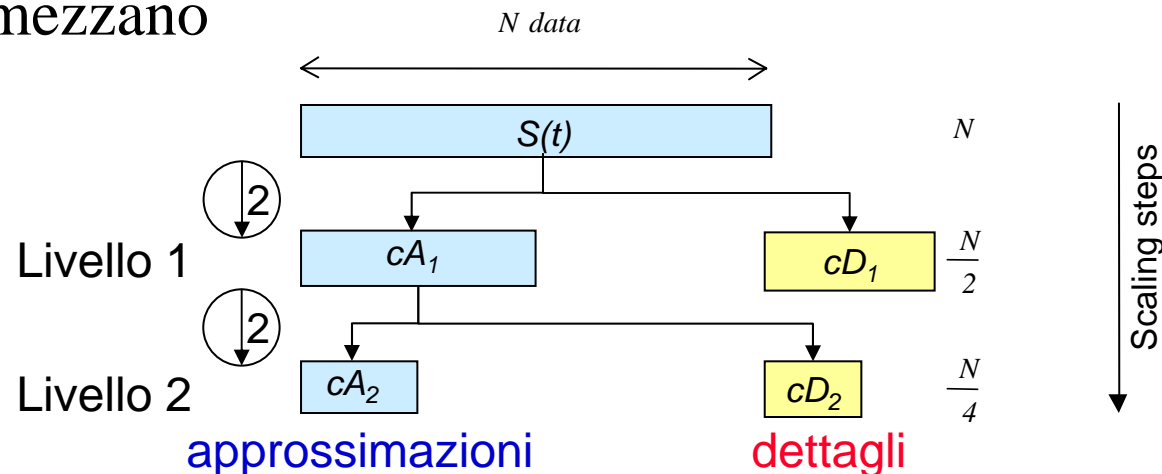 mezzano
N data
S(t)
N
2
Livello 1
cA1
cD1
N
2
2
Livello 2
cA2
cD2
N
4
approssimazioni
dettagli
Scaling steps